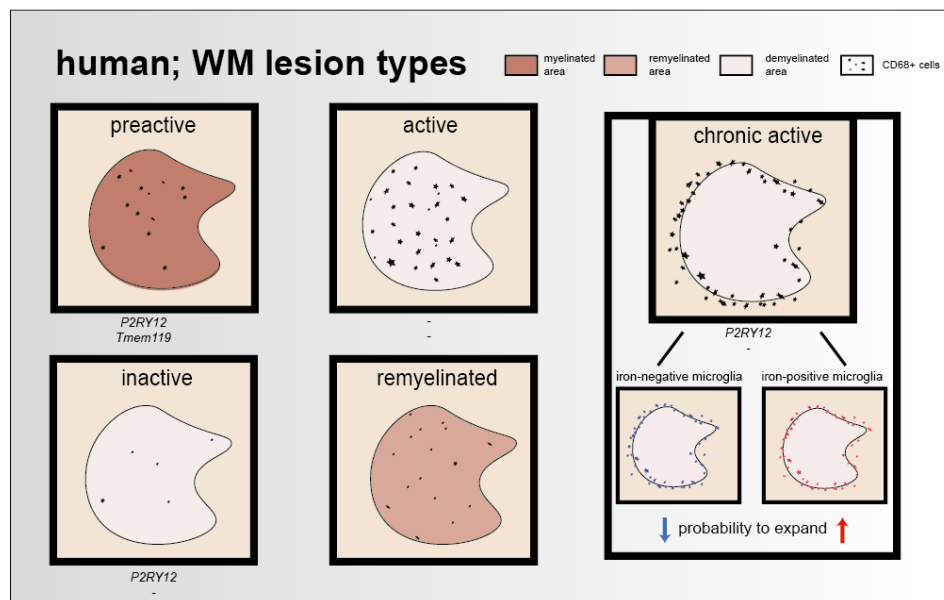 human; WM lesion types
myelinated
area
remyelinated
area
demyelinated
area
CD68+ cells
preactive
P2RY12
Tmem119
active
-
-
chronic active
P2RY12
-
iron-negative microglia
iron-positive microglia
probability to expand
inactive
P2RY12
-
remyelinated